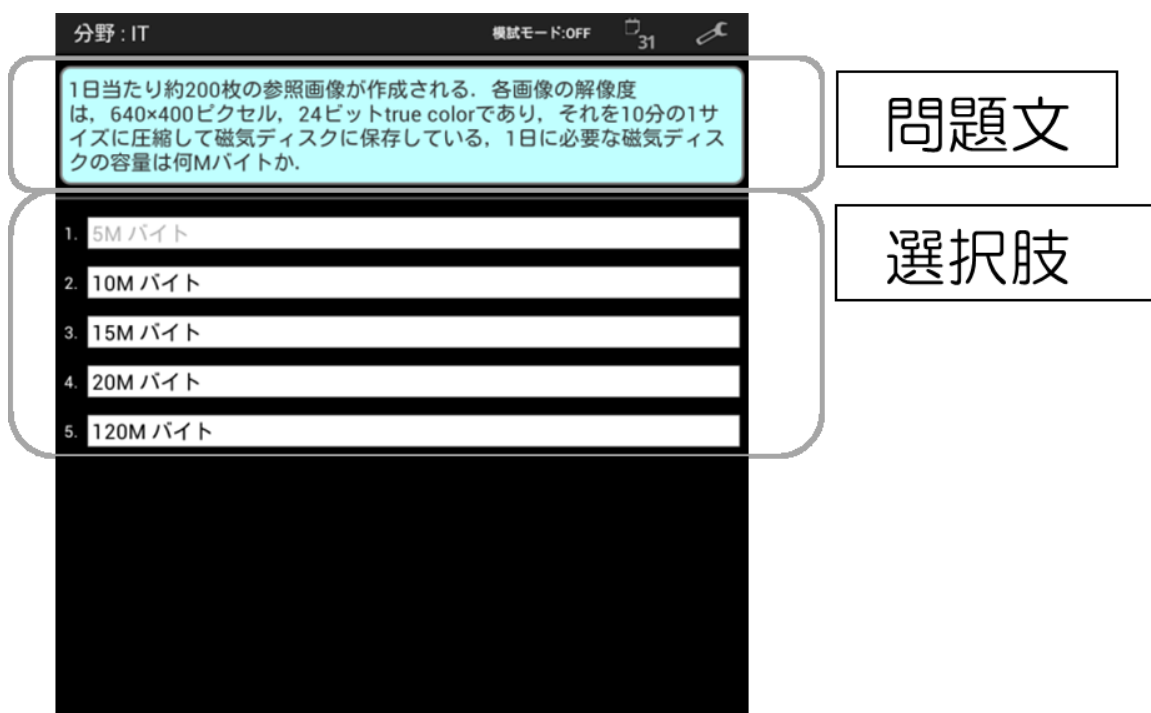 分野 : IT
模試モード:OFF
31
1日当たり約200枚の参照画像が作成される．各画像の解像度
は，640×400ピクセル，24ビットtrue colorであり，それを10分の1サ
イズに圧縮して磁気ディスクに保存している，1日に必要な磁気ディス
クの容量は何Mバイトか．
問題文
1. 5M バイト
2. 10M バイト
3. 15M バイト
4. 20M バイト
5. 120M バイト
選択肢